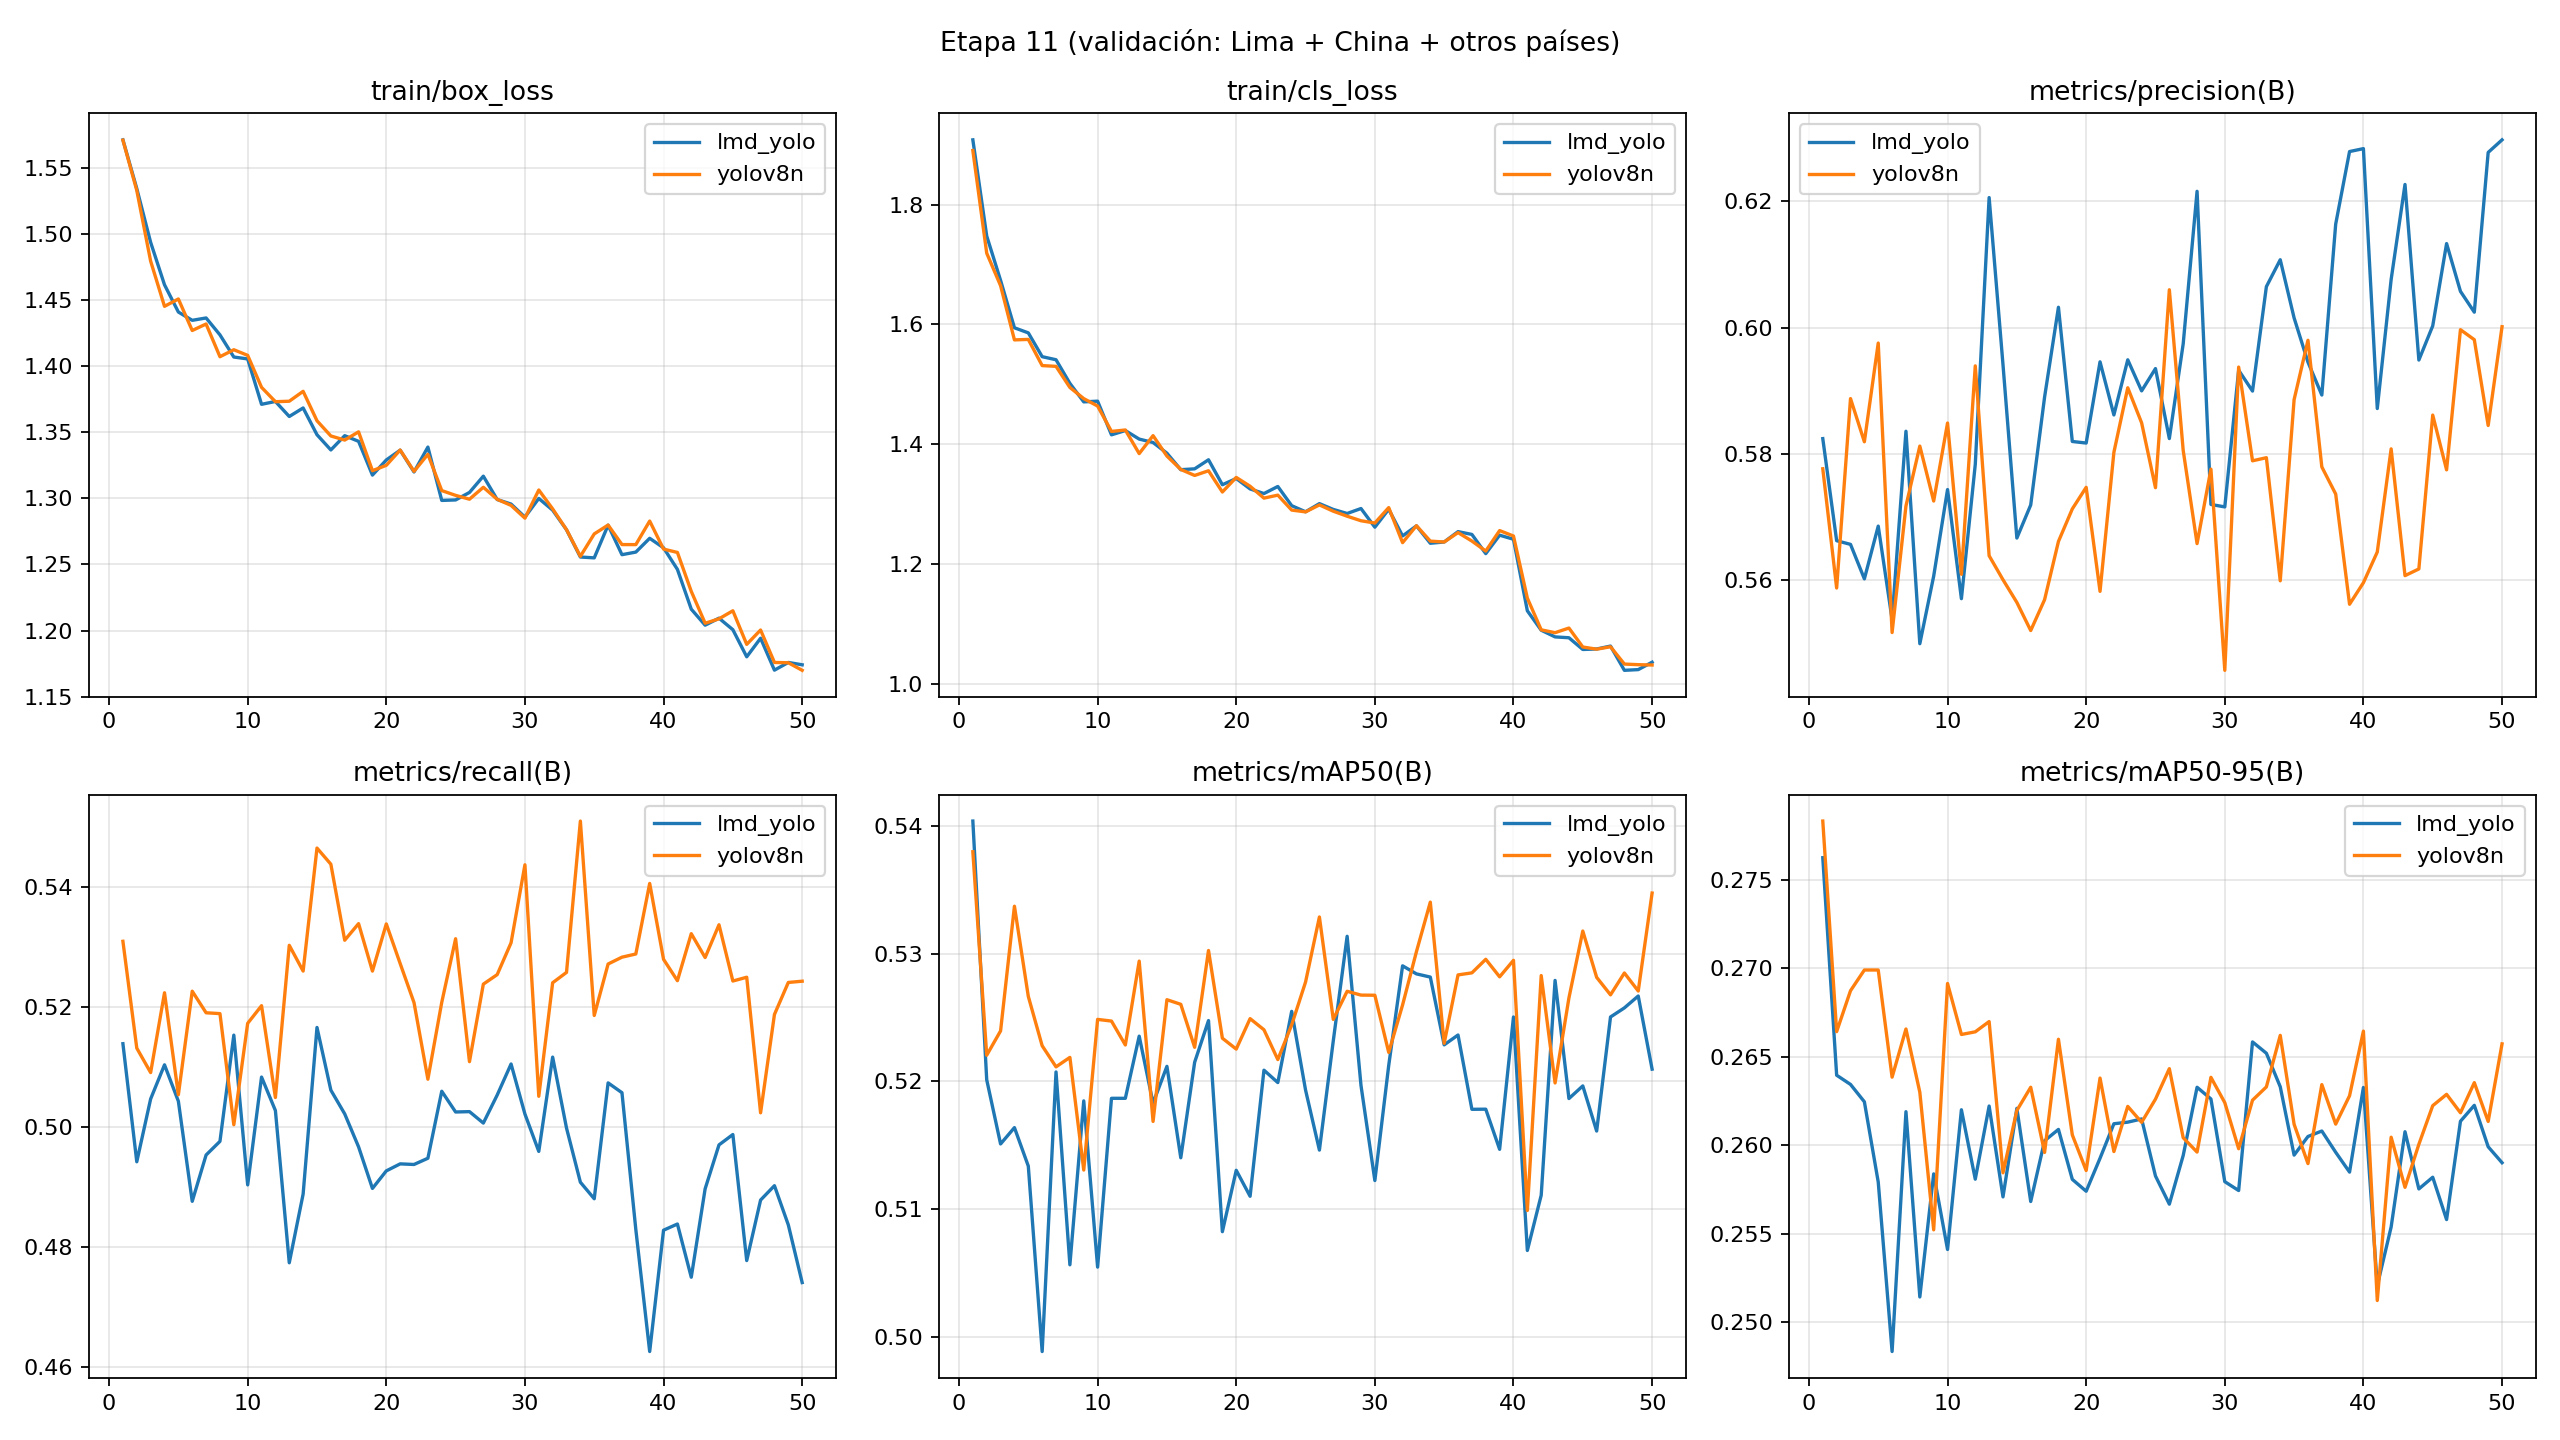 Etapa 11 (validación: Lima + China + otros países)
train/box_loss
lmd_yolo
yolov8n
1.55
1.50
1.45
1.40
1.35
1.30
1.25
1.20
1.15
0 10 20 30 40 50
train/cls_loss
lmd_yolo
yolov8n
1.8
1.6
1.4
1.2
1.0
0 10 20 30 40 50
metrics/precision(B)
lmd_yolo
yolov8n
0.62
0.60
0.58
0.56
0 10 20 30 40 50
metrics/recall(B)
lmd_yolo
yolov8n
0.54
0.52
0.50
0.48
0.46
0 10 20 30 40 50
metrics/mAP50(B)
lmd_yolo
yolov8n
0.54
0.53
0.52
0.51
0.50
0 10 20 30 40 50
metrics/mAP50-95(B)
lmd_yolo
yolov8n
0.275
0.270
0.265
0.260
0.255
0.250
0 10 20 30 40 50